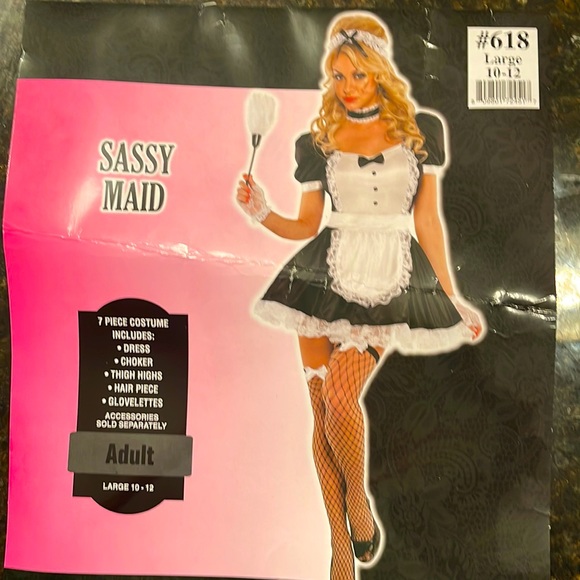 #618
Large
10-12
SASSY
MAID
7 PIECE COSTUME
INCLUDES:
• DRESS
• CHOKER
• THIGH HIGHS
• HAIR PIECE
• GLOVELETTES
ACCESSORIES
SOLD SEPARATELY
Adult
LARGE 10-12